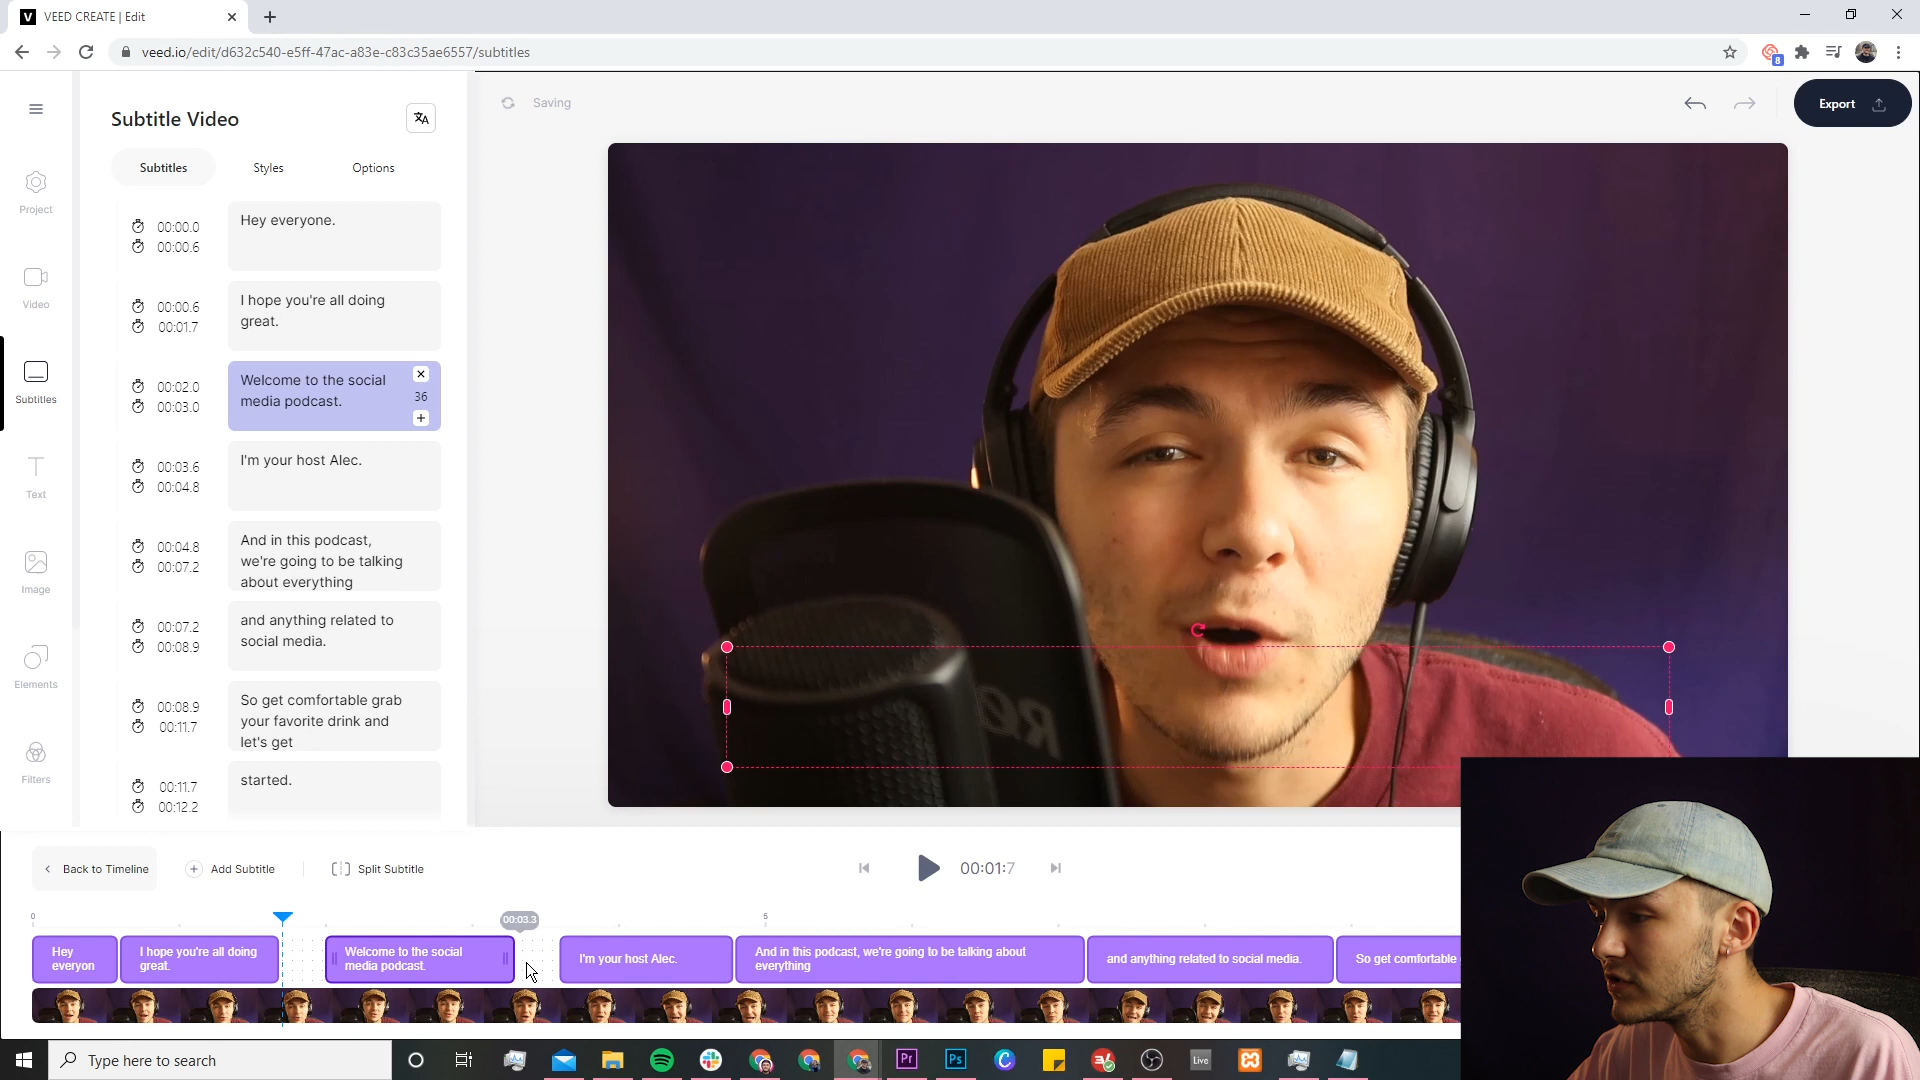 V VEED CREATE | Edit
veed.io/edit/d632c540-e5ff-47ac-a83e-c83c35ae6557/subtitles
8
Subtitle Video
Saving
Export
Subtitles
Styles
Options
Project
Video
Subtitles
Text
Image
Elements
Filters
00:00.0
00:00.6
Hey everyone.
00:00.6
00:01.7
I hope you're all doing
great.
00:02.0
00:03.0
Welcome to the social
media podcast.
36
00:03.6
00:04.8
I'm your host Alec.
00:04.8
00:07.2
And in this podcast,
we're going to be talking
about everything
00:07.2
00:08.9
and anything related to
social media.
00:08.9
00:11.7
So get comfortable grab
your favorite drink and
let's get
00:11.7
00:12.2
started.
Back to Timeline
Add Subtitle
Split Subtitle
00:01:7
0
00:03.3
5
Hey
everyon
I hope you're all doing
great.
Welcome to the social
media podcast.
I'm your host Alec.
And in this podcast, we're going to be talking about
everything
and anything related to social media.
So get comfortable
Type here to search
Pr
Ps
Live